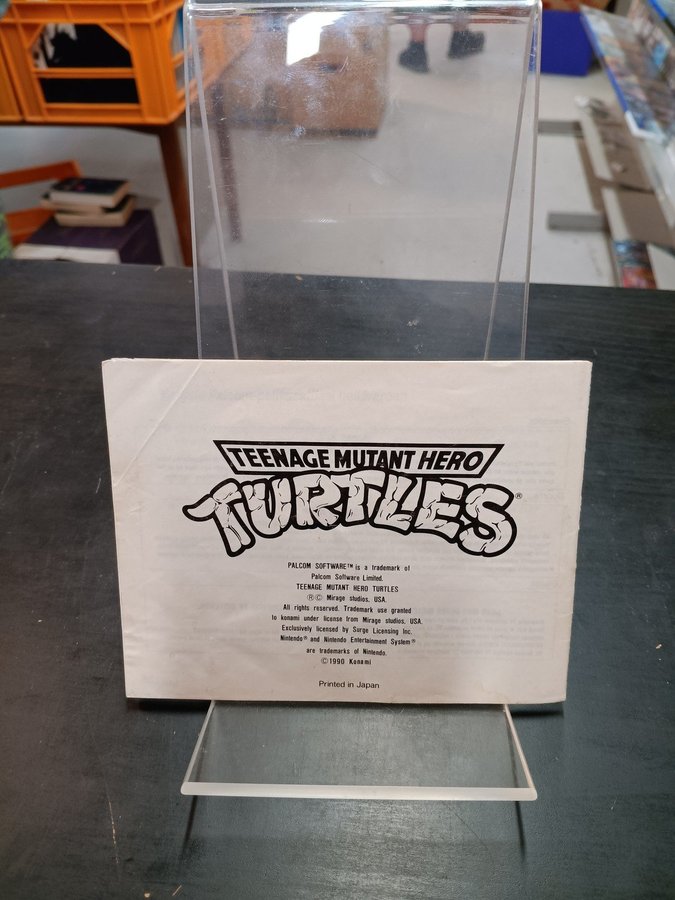 TEENAGE MUTANT HERO
TURTLES®
PALCOM SOFTWARE™ is a trademark of
Palcom Software Limited.
TEENAGE MUTANT HERO TURTLES
®© Mirage studios, USA.
All rights reserved. Trademark use granted
to konami under license from Mirage studios, USA.
Exclusively licensed by Surge Licensing Inc.
Nintendo® and Nintendo Entertainment System®
are trademarks of Nintendo.
©1990 Konami
Printed in Japan